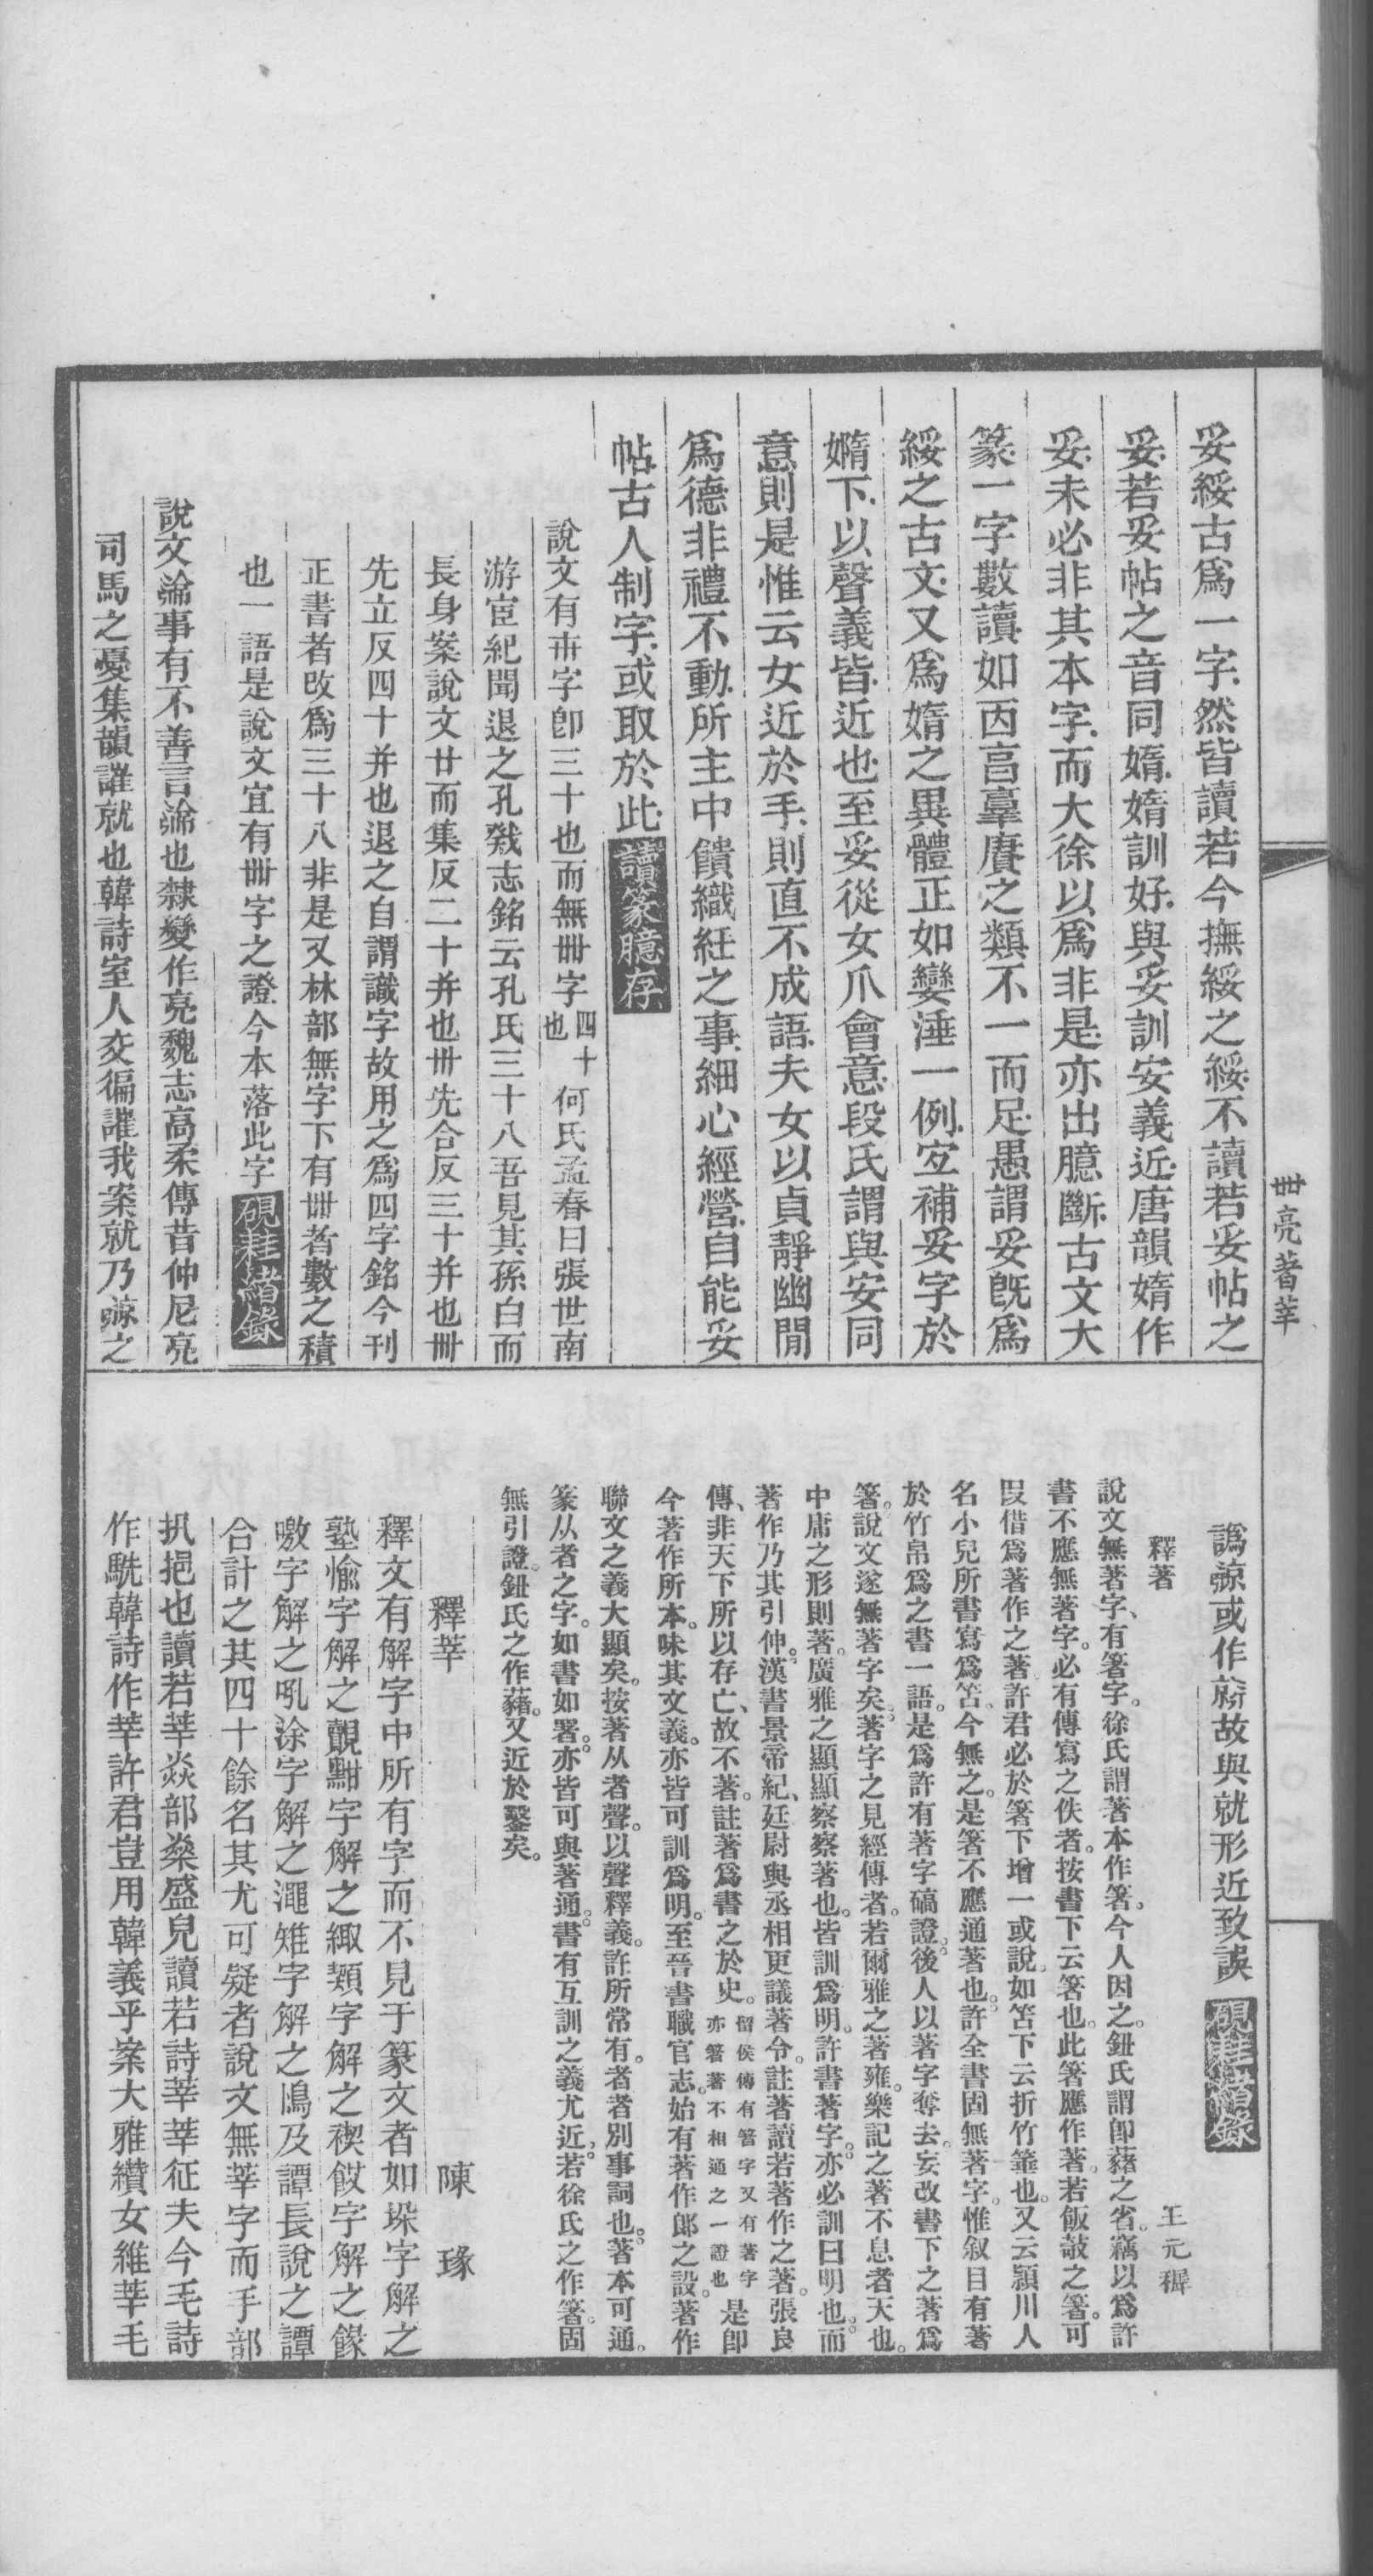 妥綏古爲一字然皆讀若今撫綏之綏不讀若妥帖之
妥若妥帖之音同媠媠訓好與妥訓安義近唐韻媠作
妥未必非其本字而大徐以爲非是亦出臆斷古文大
篆一字數讀如㐁亯𩫏賡之類不一而足愚謂妥旣爲
綏之古文又爲媠之異體正如孌㴇一例宐補妥字於
嫷下以聲義皆近也至妥從女爪會意段氏謂與安同
意則是惟云女近於手則直不成語夫女以貞靜幽閒
爲德非禮不動所主中饋織紝之事細心經營自能妥
帖古人制字或取於此讀篆臆存
說文有卉字卽三十也而無卌字四十也何氏孟春曰張世南
游宦紀聞退之孔戣志銘云孔氏三十八吾見其孫白而
長身案說文廿而集反二十并也卅先合反三十并也卌
先立反四十并也退之自謂識字故用之爲四字銘今刊
正書者改爲三十八非是又林部無字下有卌者數之積
也一語是說文宜有卌字之證今本落此字硯耕緒錄
說文㹁事有不善言㹁也隸變作亮魏志高柔傳昔仲尼亮
司馬之憂集韻䜅就也韓詩室人交徧䜅我案就乃㹁之
譌㹁或作䣼故與就形近致誤硯耕緒錄
釋著
王元穉
說文無著字、有箸字。徐氏謂著本作箸。今人因之。鈕氏謂卽藸之省。竊以爲許
書不應無著字。必有傳寫之佚者。按書下云箸也。此箸應作著。若飯敧之箸。可
叚借爲著作之著。許君必於箸下增一或說。如笘下云折竹箠也。又云潁川人
名小兒所書寫爲笘。今無之。是箸不應通著也。許全書固無著字。惟叙目有著
於竹帛爲之書一語。是爲許有著字碻證。後人以著字奪去。妄改書下之著爲
箸。說文遂無著字矣。著字之見經傳者。若爾雅之著雍。樂記之著不息者天也。
中庸之形則著。廣雅之顯顯察察著也。皆訓爲明。許書著字。亦必訓曰明也。而
著作乃其引伸。漢書景帝紀、廷尉與丞相更議著令。註著讀若著作之著。張良
傳、非天下所以存亡、故不著。註著爲書之於史。留侯傳有箸字又有著字亦箸著不相通之一證也是卽
今著作所本。味其文義。亦皆可訓爲明。至晉書職官志。始有著作郎之設。著作
聯文之義大顯矣。按著从者聲。以聲釋義。許所常有。者者別事詞也。著本可通。
篆从者之字。如書如署。亦皆可與著通。書有互訓之義尤近。若徐氏之作箸。固
無引證。鈕氏之作藸。又近於鑿矣。
釋莘　陳瑑
釋文有解字中所有字而不見于篆文者如垛字解之
墪愉字解之覿黚字解之緅䫂字解之禊餀字解之餯
噭字解之吼涂字解之澠雉字解之鳪及譚長說之譚
合計之共四十餘名其尤可疑者說文無莘字而手部
扟挹也讀若莘焱部燊盛皃讀若詩莘莘征夫今毛詩
作駪韓詩作莘許君豈用韓義乎案大雅纘女維莘毛
卌亮著莘